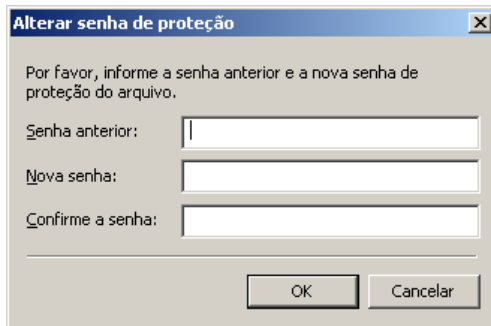 Alterar senha de proteção
Por favor, informe a senha anterior e a nova senha de
proteção do arquivo.
Senha anterior:
Nova senha:
Confirme a senha:
OK
Cancelar